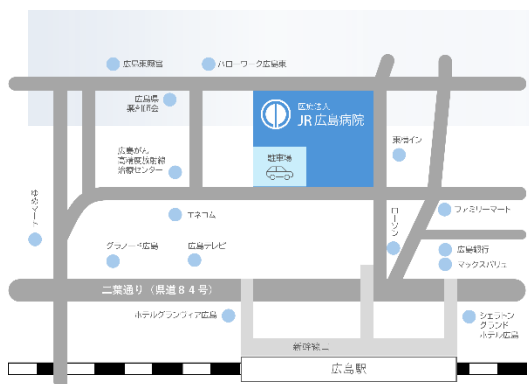 広島東照宮
ハローワーク広島東
広島県
薬剤師会
医療法人
JR広島病院
駐車場
東横イン
広島がん
高精度放射線
治療センター
ゆめマート
エネコム
ローソン
ファミリーマート
グラノード広島
広島テレビ
広島銀行
マックスバリュ
二葉通り（県道84号）
ホテルグランヴィア広島
シェラトン
グランド
ホテル広島
新幹線口
広島駅